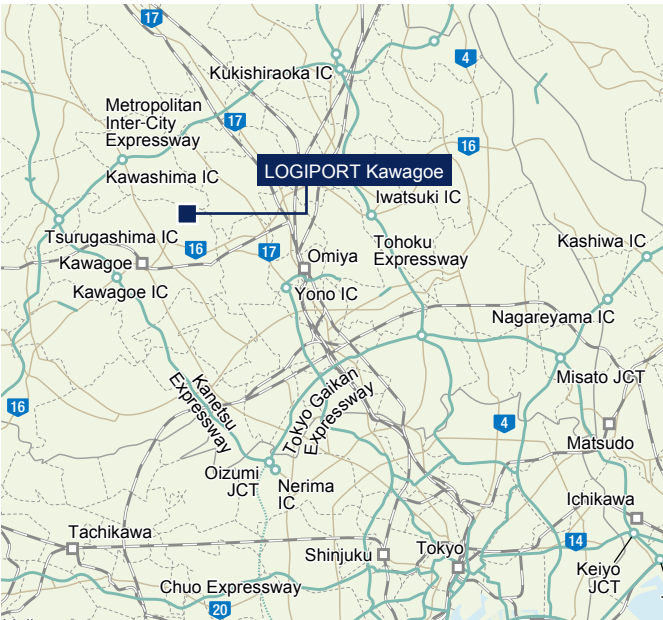 17
4
Kukishiraoka IC
Metropolitan
Inter-City
Expressway
17
16
Kawashima IC
LOGIPORT Kawagoe
Iwatsuki IC
Tsurugashima IC
16
17
Omiya
Tohoku
Expressway
Kashiwa IC
Kawagoe
Kawagoe IC
Yono IC
Nagareyama IC
Misato JCT
16
Kanetsu
Expressway
Tokyo Gaikan
Expressway
4
Matsudo
Oizumi
JCT
Nerima
IC
Ichikawa
Tachikawa
Shinjuku
Tokyo
14
Keiyo
JCT
Chuo Expressway
20